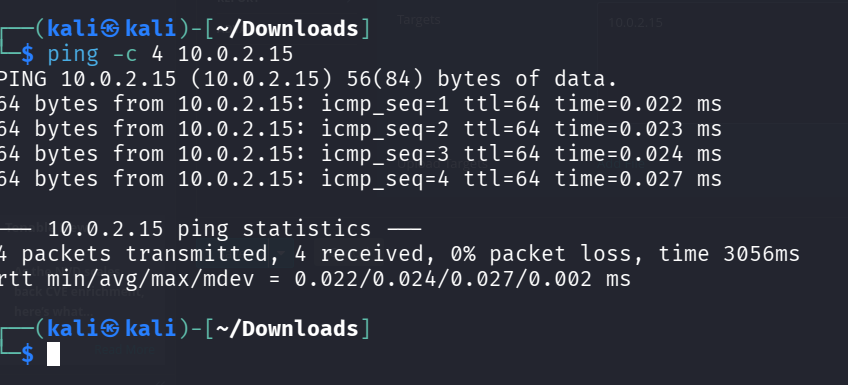 ┌──(kali㉿kali)-[~/Downloads]
└─$ ping -c 4 10.0.2.15
PING 10.0.2.15 (10.0.2.15) 56(84) bytes of data.
64 bytes from 10.0.2.15: icmp_seq=1 ttl=64 time=0.022 ms
64 bytes from 10.0.2.15: icmp_seq=2 ttl=64 time=0.023 ms
64 bytes from 10.0.2.15: icmp_seq=3 ttl=64 time=0.024 ms
64 bytes from 10.0.2.15: icmp_seq=4 ttl=64 time=0.027 ms

--- 10.0.2.15 ping statistics ---
4 packets transmitted, 4 received, 0% packet loss, time 3056ms
rtt min/avg/max/mdev = 0.022/0.024/0.027/0.002 ms

┌──(kali㉿kali)-[~/Downloads]
└─$
Targets
10.0.2.15